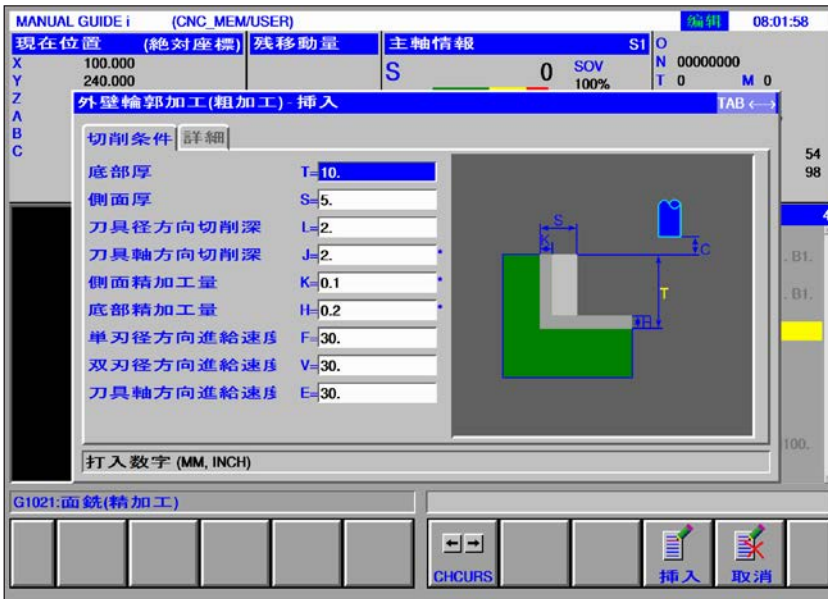 MANUAL GUIDE i (CNC_MEM/USER) 编辑 08:01:58
現在位置 (絶対座標) 残移動量 主軸情報 S1 O
X 100.000 S 0 SOV N 00000000
Y 240.000 100% T 0 M 0
Z 外壁輪郭加工(粗加工)-挿入 TAB ←→
A
B 切削条件 詳細
C 54
底部厚 T=10. 98
側面厚 S=5.
刀具径方向切削深 L=2. 4
刀具軸方向切削深 J=2. *
側面精加工量 K=0.1 * . B1.
底部精加工量 H=0.2 * . B1.
単刃径方向進給速度 F=30.
双刃径方向進給速度 V=30.
刀具軸方向進給速度 E=30.
S
K
C
T
H
100.
打入数字 (MM, INCH)
G1021:面銑(精加工)
←→
CHCURS 挿入 取消